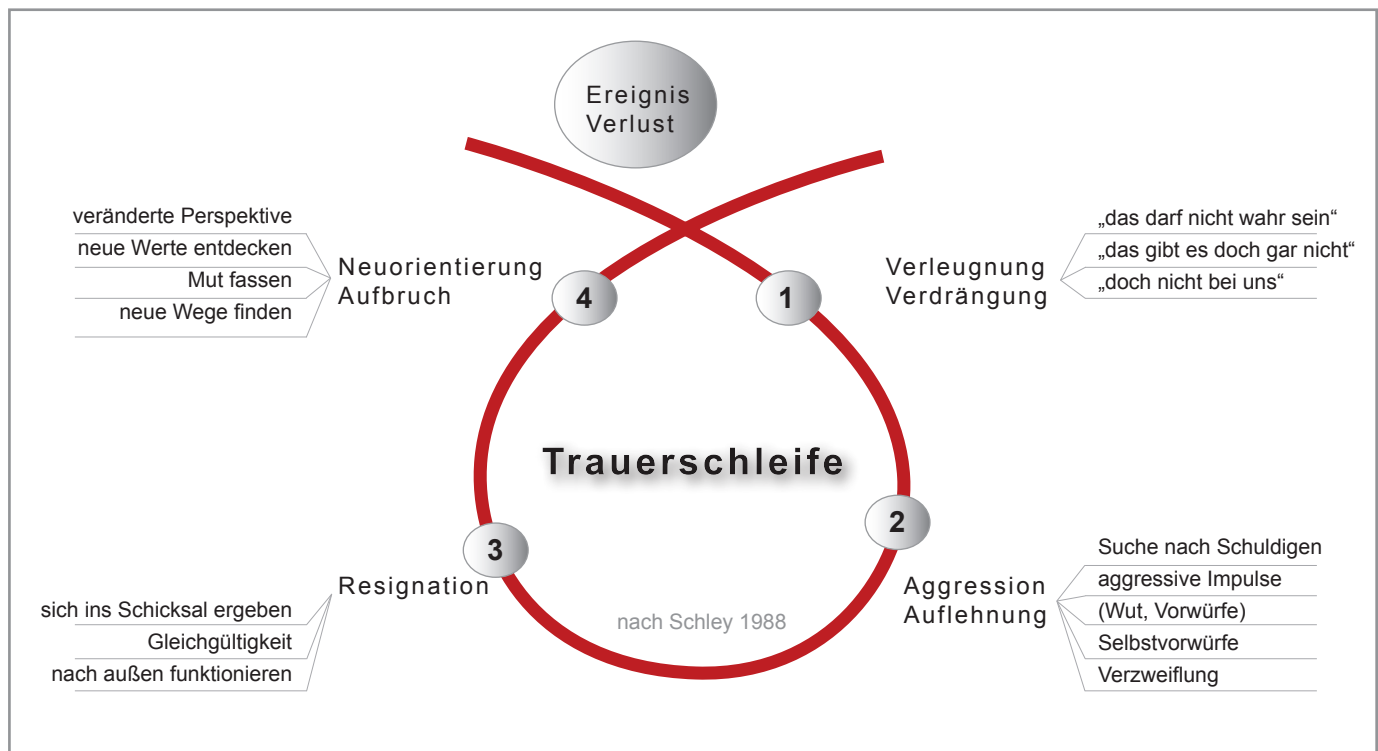 Ereignis
Verlust
„das darf nicht wahr sein“
„das gibt es doch gar nicht“
„doch nicht bei uns“
Verleugnung
Verdrängung
1
2
Aggression
Auflehnung
Suche nach Schuldigen
aggressive Impulse
(Wut, Vorwürfe)
Selbstvorwürfe
Verzweiflung
3
Resignation
sich ins Schicksal ergeben
Gleichgültigkeit
nach außen funktionieren
4
Neuorientierung
Aufbruch
veränderte Perspektive
neue Werte entdecken
Mut fassen
neue Wege finden
Trauerschleife
nach Schley 1988